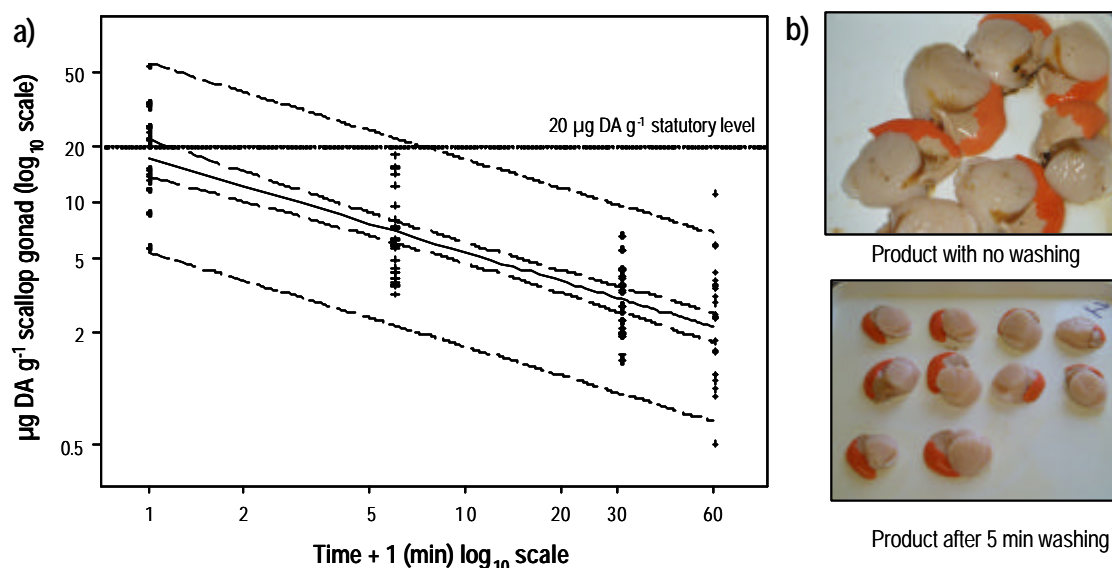 a)
µg DA g⁻¹ scallop gonad (log₁₀ scale)
50
20
10
5
2
0.5
20 µg DA g⁻¹ statutory level
1 2 5 10 20 30 60
Time + 1 (min) log₁₀ scale
b)
Product with no washing
Product after 5 min washing